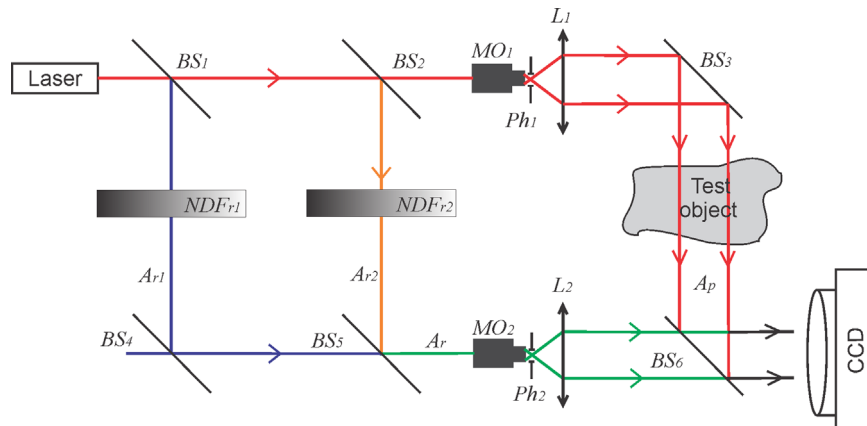 BS1
BS2
MO1
L1
BS3
Laser
Ph1
Test
object
NDFr1
NDFr2
Ar1
Ar2
Ap
L2
BS4
BS5
Ar
MO2
BS6
Ph2
CCD